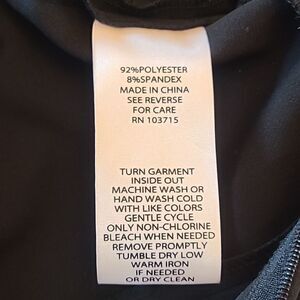 92%POLYESTER
8%SPANDEX
MADE IN CHINA
SEE REVERSE
FOR CARE
RN 103715
TURN GARMENT
INSIDE OUT
MACHINE WASH OR
HAND WASH COLD
WITH LIKE COLORS
GENTLE CYCLE
ONLY NON-CHLORINE
BLEACH WHEN NEEDED
REMOVE PROMPTLY
TUMBLE DRY LOW
WARM IRON
IF NEEDED
OR DRY CLEAN